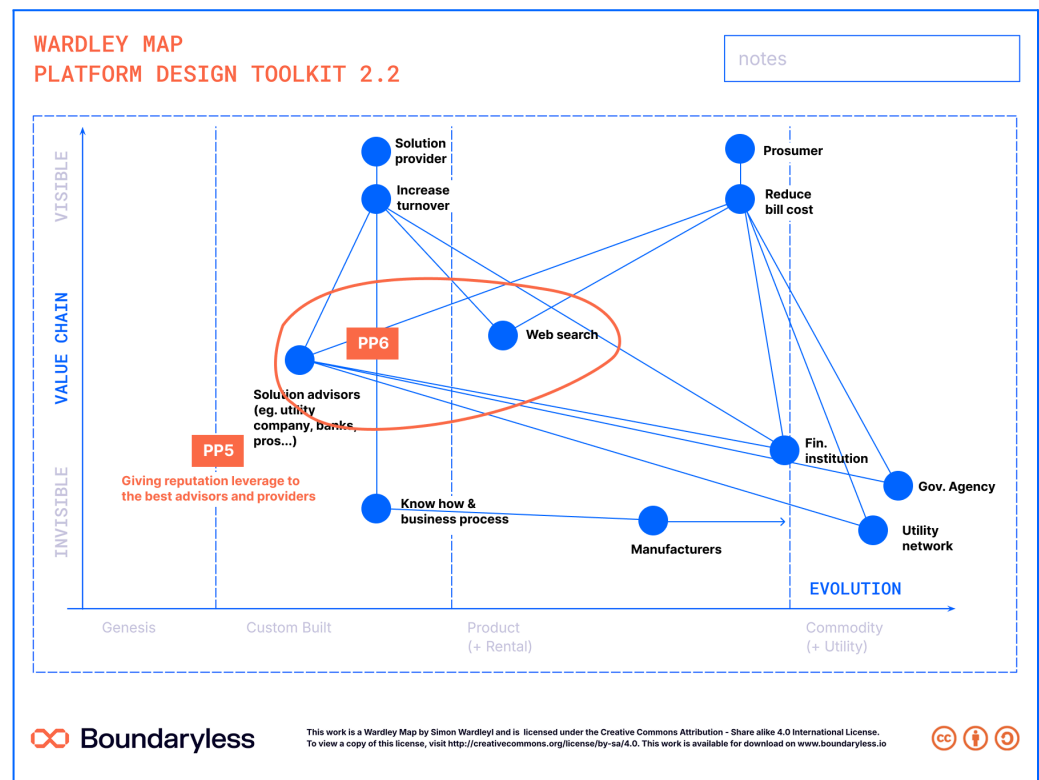 WARDLEY MAP
PLATFORM DESIGN TOOLKIT 2.2
notes
VISIBLE
VALUE CHAIN
INVISIBLE
Solution
provider
Increase
turnover
Prosumer
Reduce
bill cost
PP6
Web search
Solution advisors
(eg. utility
company, banks,
pros...)
PP5
Giving reputation leverage to
the best advisors and providers
Fin.
institution
Gov. Agency
Know how &
business process
Manufacturers
Utility
network
EVOLUTION
Genesis
Custom Built
Product
(+ Rental)
Commodity
(+ Utility)
Boundaryless
This work is a Wardley Map by Simon Wardleyl and is licensed under the Creative Commons Attribution - Share alike 4.0 International License.
To view a copy of this license, visit http://creativecommons.org/license/by-sa/4.0. This work is available for download on www.boundaryless.io
cc